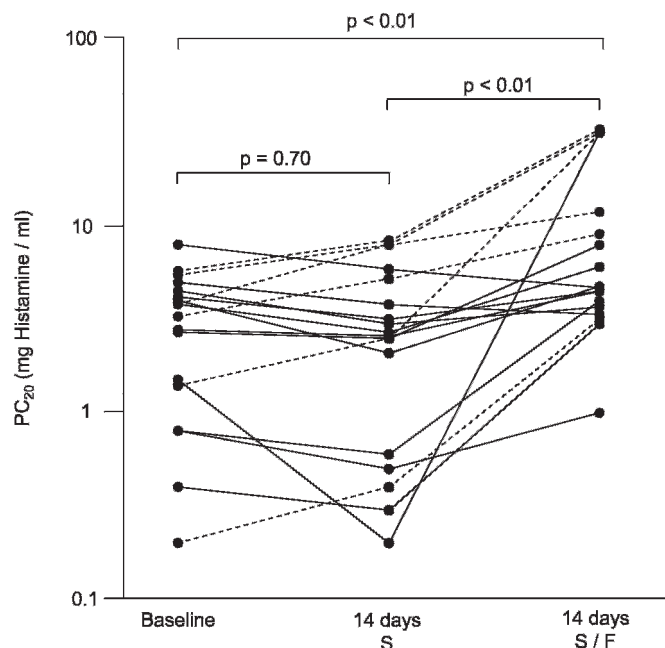 p < 0.01
p < 0.01
p = 0.70
100
10
1
0.1
PC20 (mg Histamine / ml)
Baseline
14 days
S
14 days
S / F